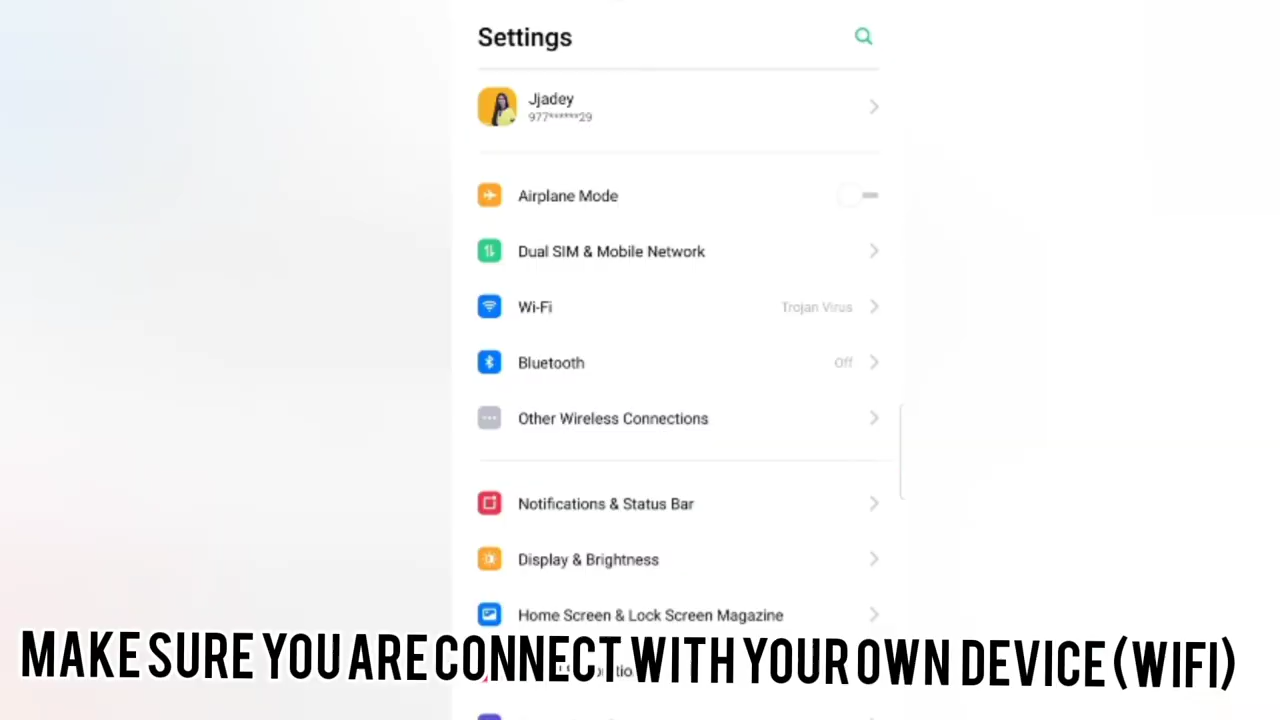 Settings
Jjadey
977******29
Airplane Mode
Dual SIM & Mobile Network
Wi-Fi Trojan Virus
Bluetooth Off
Other Wireless Connections
Notifications & Status Bar
Display & Brightness
Home Screen & Lock Screen Magazine
MAKE SURE YOU ARE CONNECT WITH YOUR OWN DEVICE (WIFI)